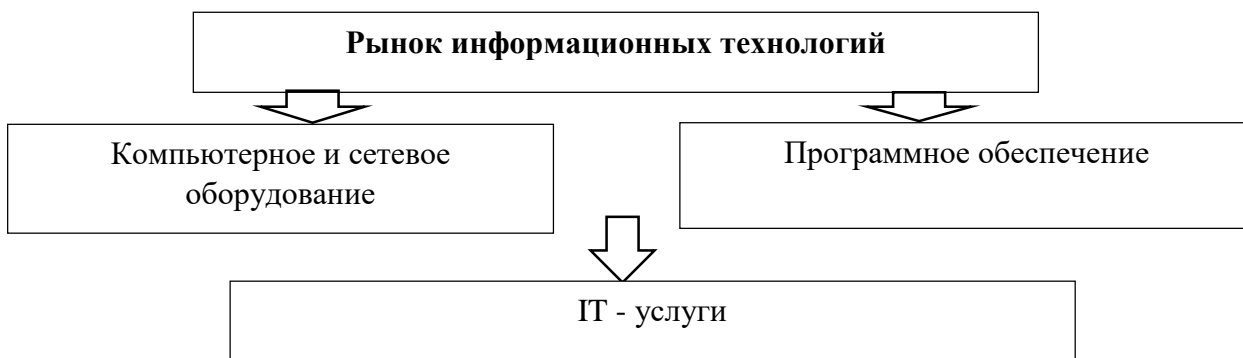 Рынок информационных технологий
Компьютерное и сетевое
оборудование
Программное обеспечение
IT - услуги